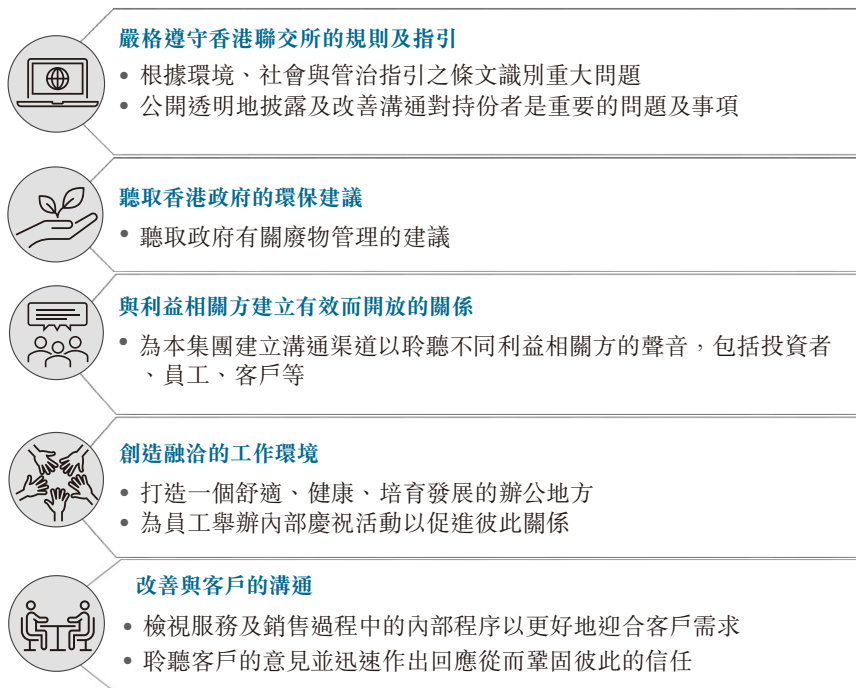 嚴格遵守香港聯交所的規則及指引
• 根據環境、社會與管治指引之條文識別重大問題
• 公開透明地披露及改善溝通對持份者是重要的問題及事項
聽取香港政府的環保建議
• 聽取政府有關廢物管理的建議
與利益相關方建立有效而開放的關係
• 為本集團建立溝通渠道以聆聽不同利益相關方的聲音，包括投資者
、員工、客戶等
創造融洽的工作環境
• 打造一個舒適、健康、培育發展的辦公地方
• 為員工舉辦內部慶祝活動以促進彼此關係
改善與客戶的溝通
• 檢視服務及銷售過程中的內部程序以更好地迎合客戶需求
• 聆聽客戶的意見並迅速作出回應從而鞏固彼此的信任